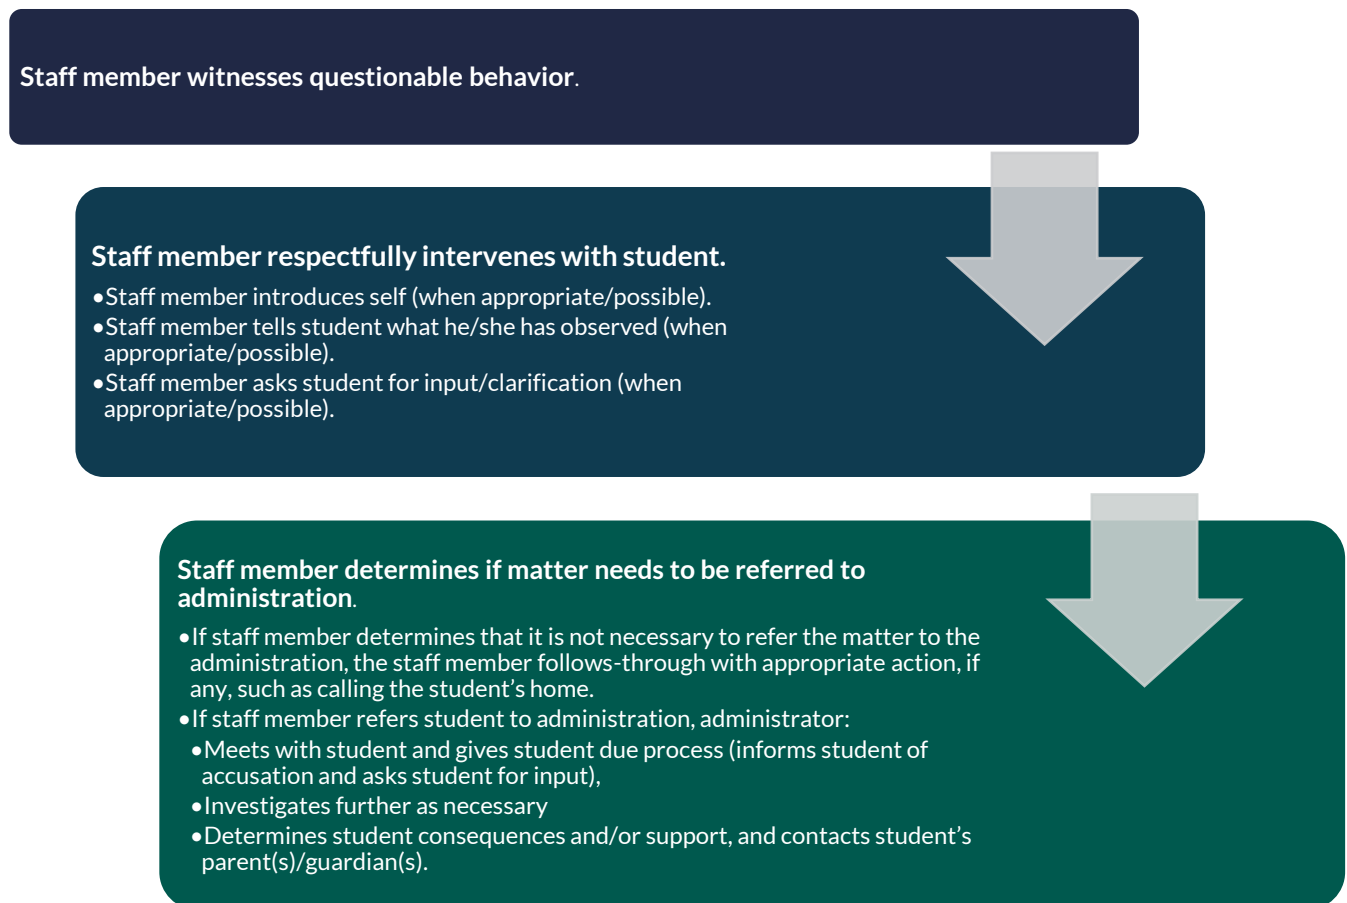 Staff member witnesses questionable behavior.
Staff member respectfully intervenes with student.
•Staff member introduces self (when appropriate/possible).
•Staff member tells student what he/she has observed (when
appropriate/possible).
•Staff member asks student for input/clarification (when
appropriate/possible).
Staff member determines if matter needs to be referred to
administration.
•If staff member determines that it is not necessary to refer the matter to the
administration, the staff member follows-through with appropriate action, if
any, such as calling the student’s home.
•If staff member refers student to administration, administrator:
•Meets with student and gives student due process (informs student of
accusation and asks student for input),
•Investigates further as necessary
•Determines student consequences and/or support, and contacts student’s
parent(s)/guardian(s).